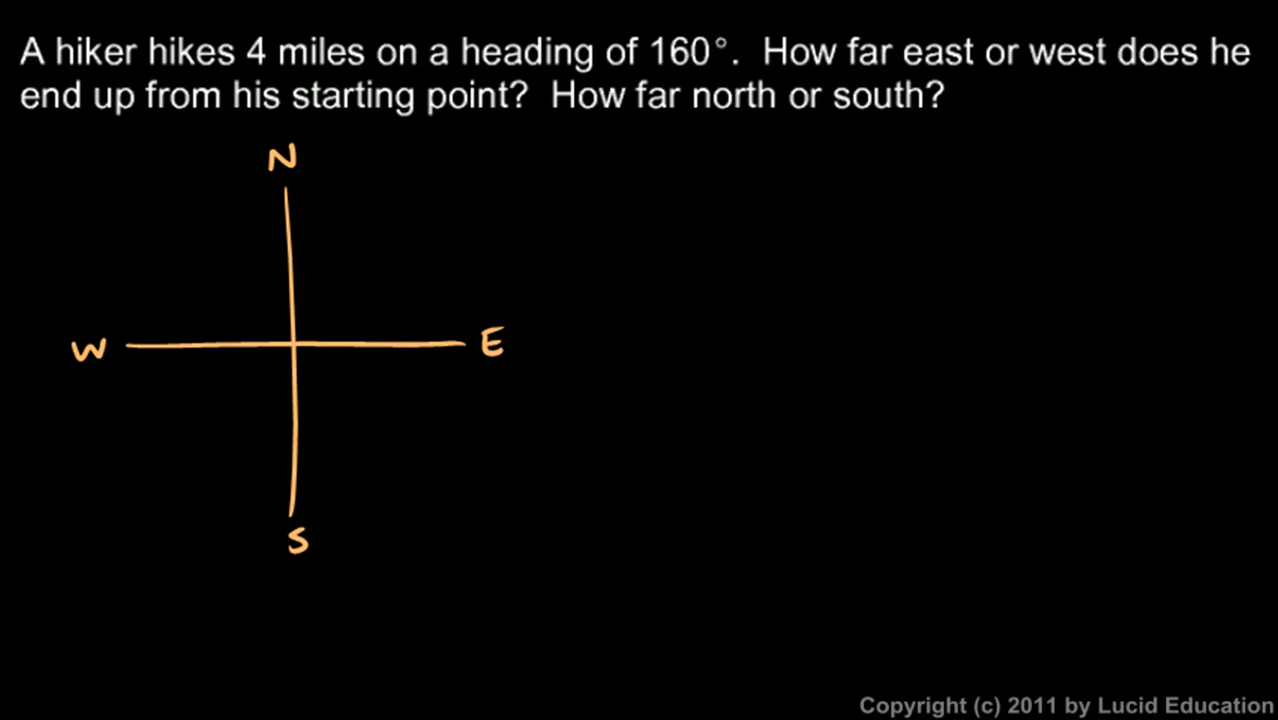 A hiker hikes 4 miles on a heading of 160°.  How far east or west does he
end up from his starting point?  How far north or south?
N
W
E
S
Copyright (c) 2011 by Lucid Education